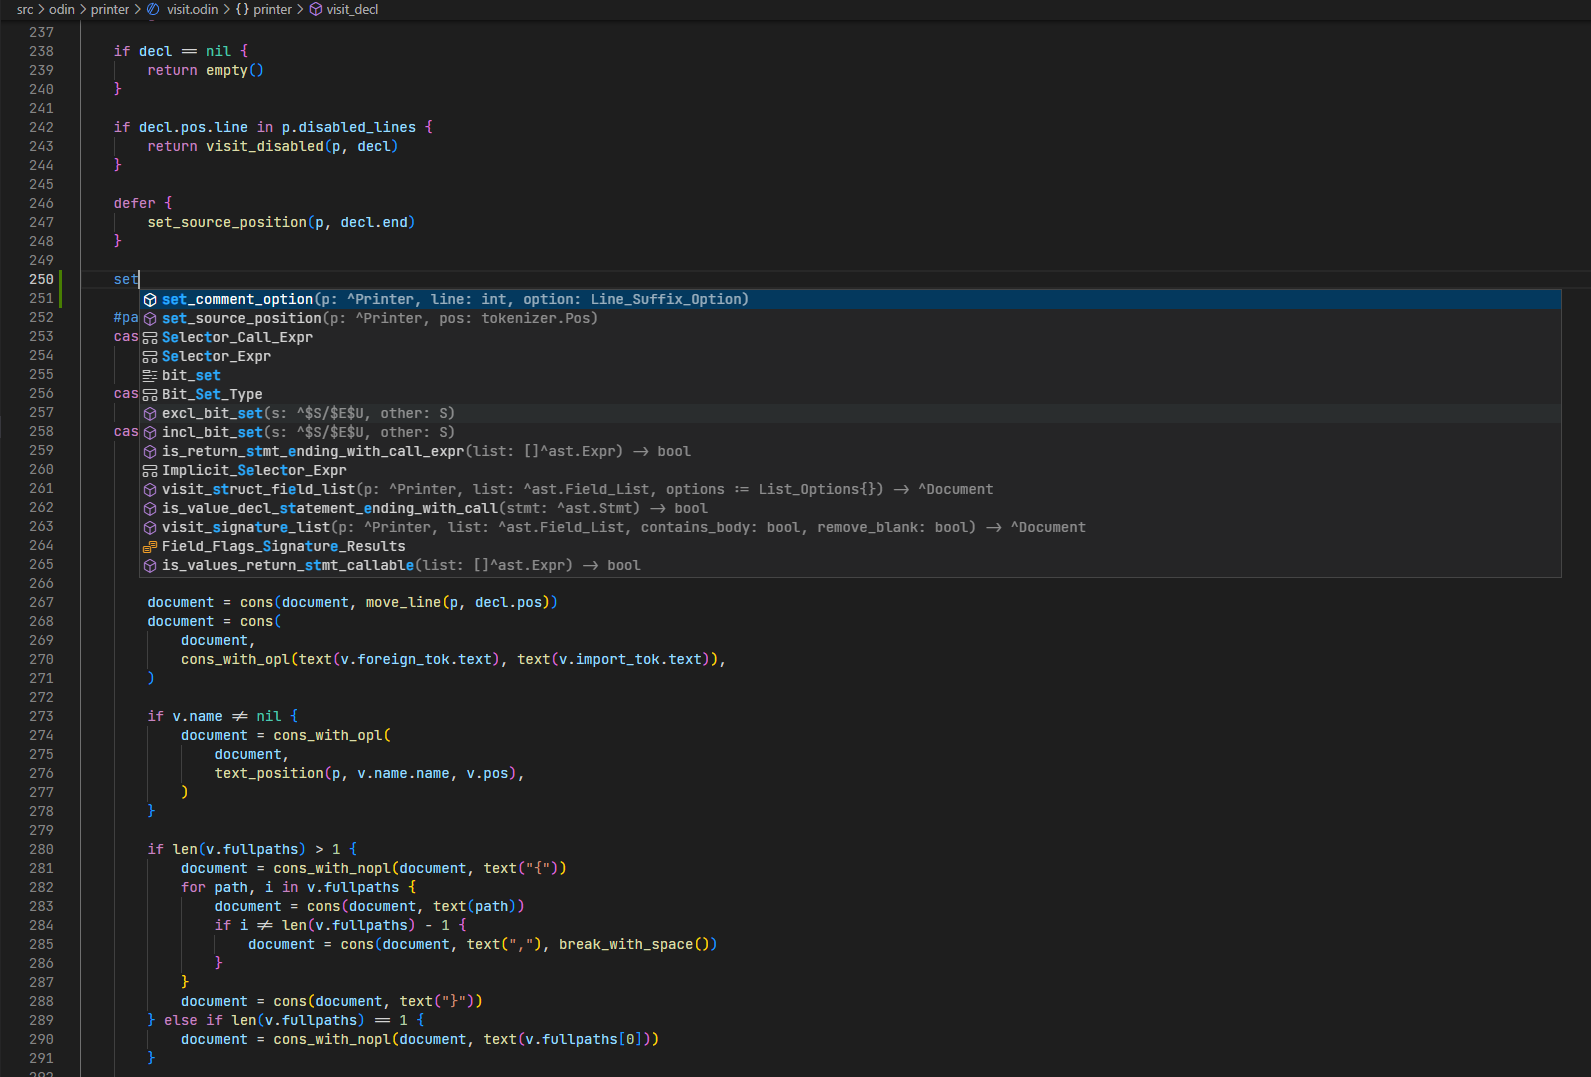 src > odin > printer > visit.odin > {} printer > visit_decl
237
238 if decl == nil {
239 return empty()
240 }
241
242 if decl.pos.line in p.disabled_lines {
243 return visit_disabled(p, decl)
244 }
245
246 defer {
247 set_source_position(p, decl.end)
248 }
249
250 set
251 set_comment_option(p: ^Printer, line: int, option: Line_Suffix_Option)
252 #pa set_source_position(p: ^Printer, pos: tokenizer.Pos)
253 cas Selector_Call_Expr
254 Selector_Expr
255 bit_set
256 cas Bit_Set_Type
257 excl_bit_set(s: ^$S/$E$U, other: S)
258 cas incl_bit_set(s: ^$S/$E$U, other: S)
259 is_return_stmt_ending_with_call_expr(list: []^ast.Expr) -> bool
260 Implicit_Selector_Expr
261 visit_struct_field_list(p: ^Printer, list: ^ast.Field_List, options := List_Options{}) -> ^Document
262 is_value_decl_statement_ending_with_call(stmt: ^ast.Stmt) -> bool
263 visit_signature_list(p: ^Printer, list: ^ast.Field_List, contains_body: bool, remove_blank: bool) -> ^Document
264 Field_Flags_Signature_Results
265 is_values_return_stmt_callable(list: []^ast.Expr) -> bool
266
267 document = cons(document, move_line(p, decl.pos))
268 document = cons(
269 document,
270 cons_with_opl(text(v.foreign_tok.text), text(v.import_tok.text)),
271 )
272
273 if v.name != nil {
274 document = cons_with_opl(
275 document,
276 text_position(p, v.name.name, v.pos),
277 )
278 }
279
280 if len(v.fullpaths) > 1 {
281 document = cons_with_nopl(document, text("{"))
282 for path, i in v.fullpaths {
283 document = cons(document, text(path))
284 if i != len(v.fullpaths) - 1 {
285 document = cons(document, text(","), break_with_space())
286 }
287 }
288 document = cons(document, text("}"))
289 } else if len(v.fullpaths) == 1 {
290 document = cons_with_nopl(document, text(v.fullpaths[0]))
291 }